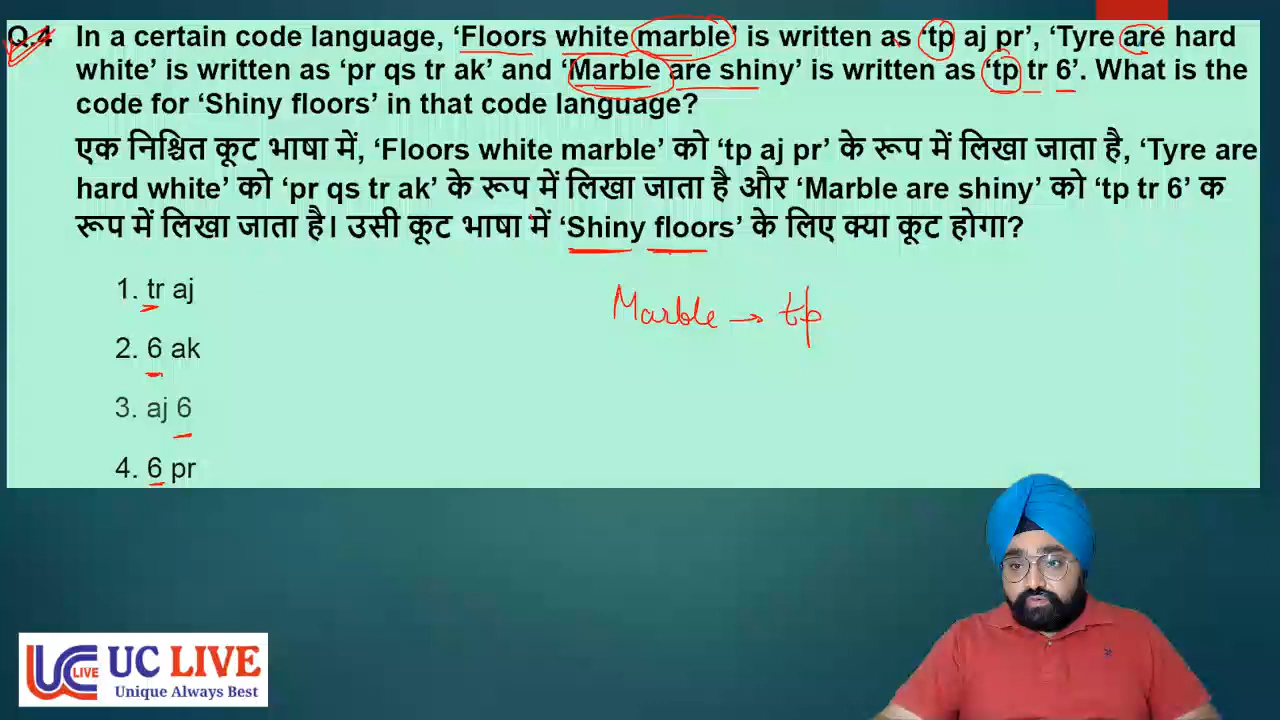 Q.4 In a certain code language, ‘Floors white marble’ is written as ‘tp aj pr’, ‘Tyre are hard
white’ is written as ‘pr qs tr ak’ and ‘Marble are shiny’ is written as ‘tp tr 6’. What is the
code for ‘Shiny floors’ in that code language?
एक निश्चित कूट भाषा में, ‘Floors white marble’ को ‘tp aj pr’ के रूप में लिखा जाता है, ‘Tyre are
hard white’ को ‘pr qs tr ak’ के रूप में लिखा जाता है और ‘Marble are shiny’ को ‘tp tr 6’ क
रूप में लिखा जाता है। उसी कूट भाषा में ‘Shiny floors’ के लिए क्या कूट होगा?
1. tr aj
2. 6 ak
3. aj 6
4. 6 pr
Marble → tp
LIVE
UC LIVE
Unique Always Best